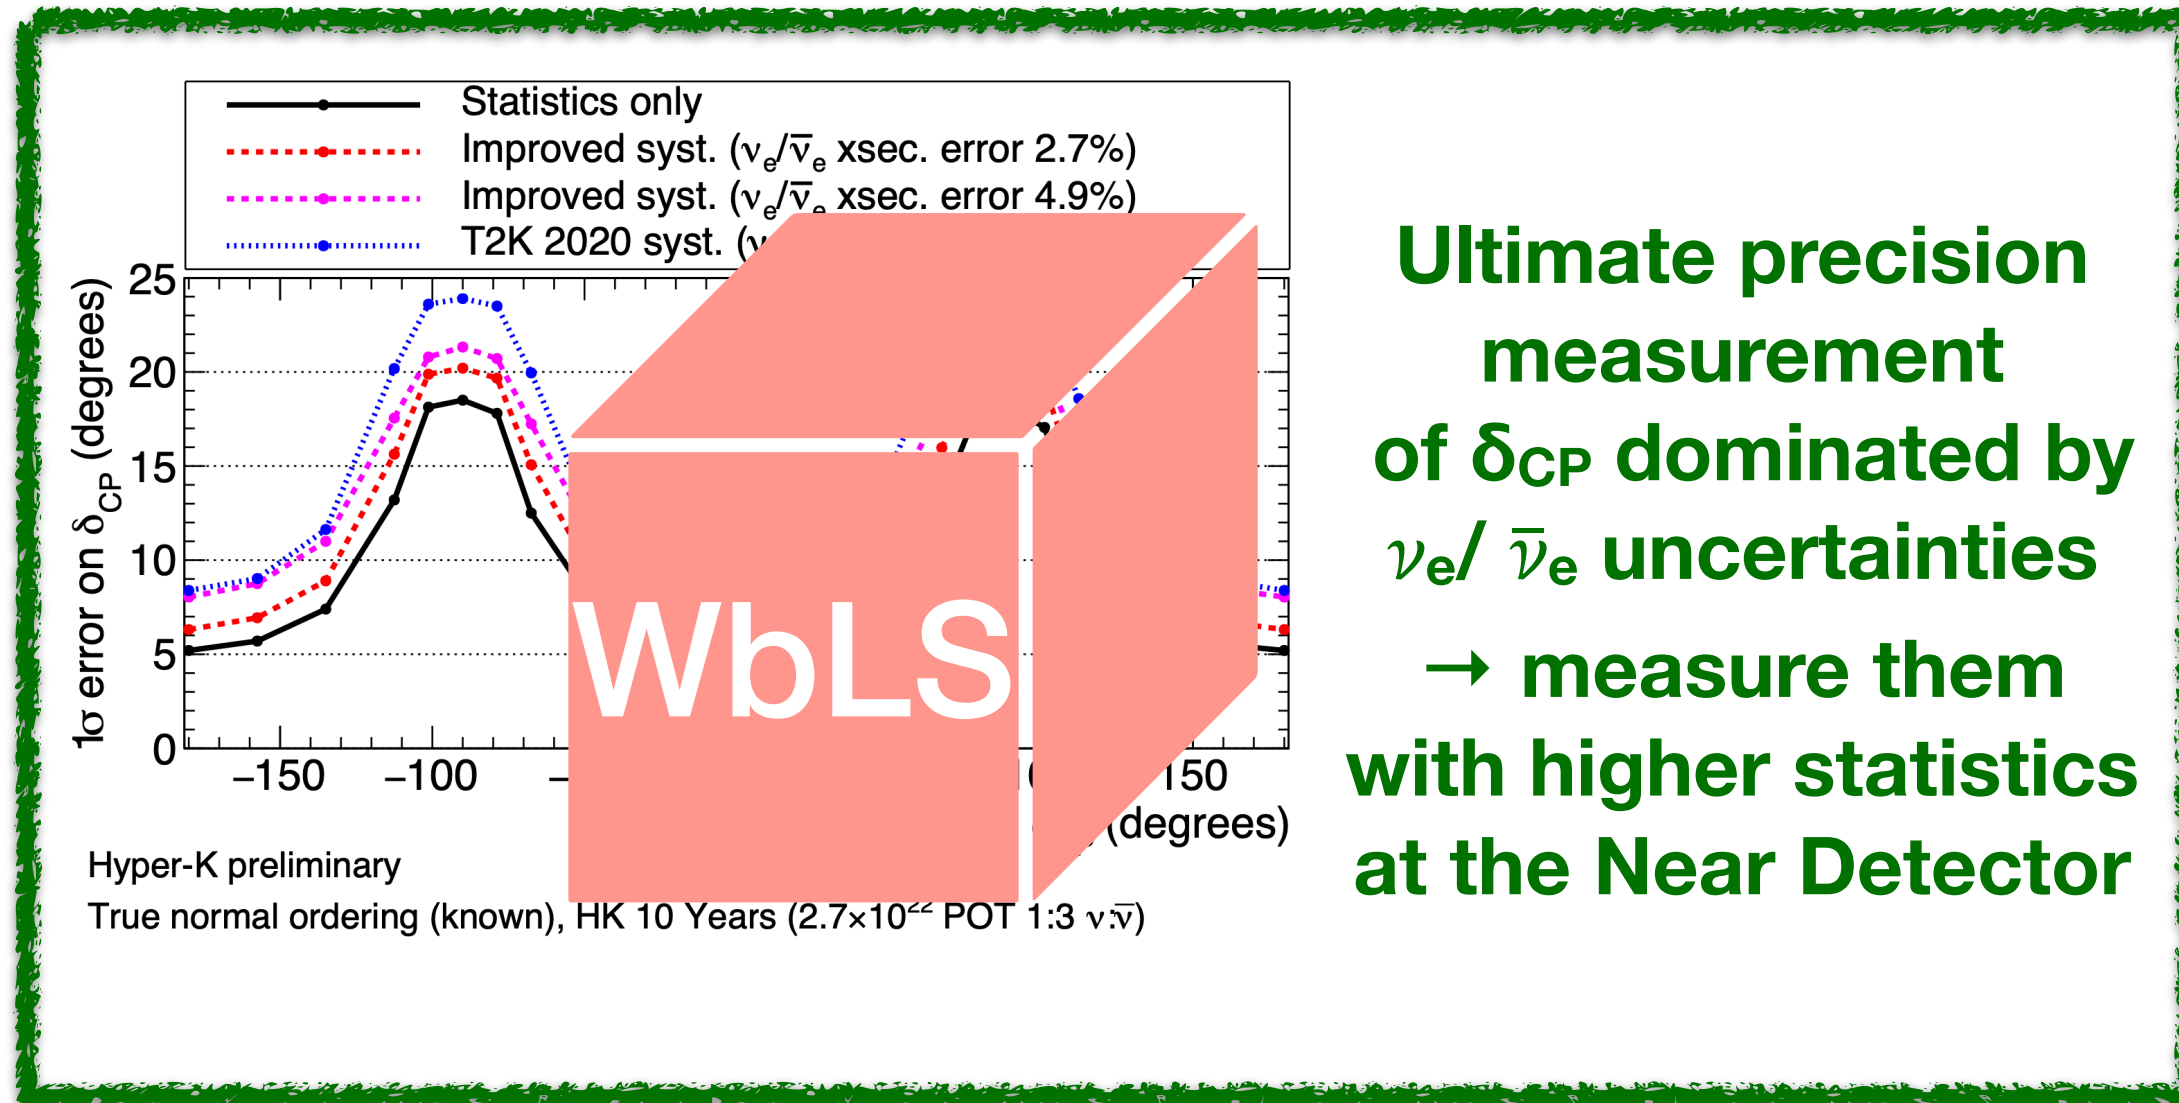 Statistics only
Improved syst. (νe/ν̅e xsec. error 2.7%)
Improved syst. (νe/ν̅e xsec. error 4.9%)
T2K 2020 syst. (ν
25
20
15
10
5
0
1σ error on δCP (degrees)
−150 −100 150
(degrees)
WbLS
Hyper-K preliminary
True normal ordering (known), HK 10 Years (2.7×10²² POT 1:3 ν:ν̅)
Ultimate precision
measurement
of δCP dominated by
νe/ ν̅e uncertainties
→ measure them
with higher statistics
at the Near Detector